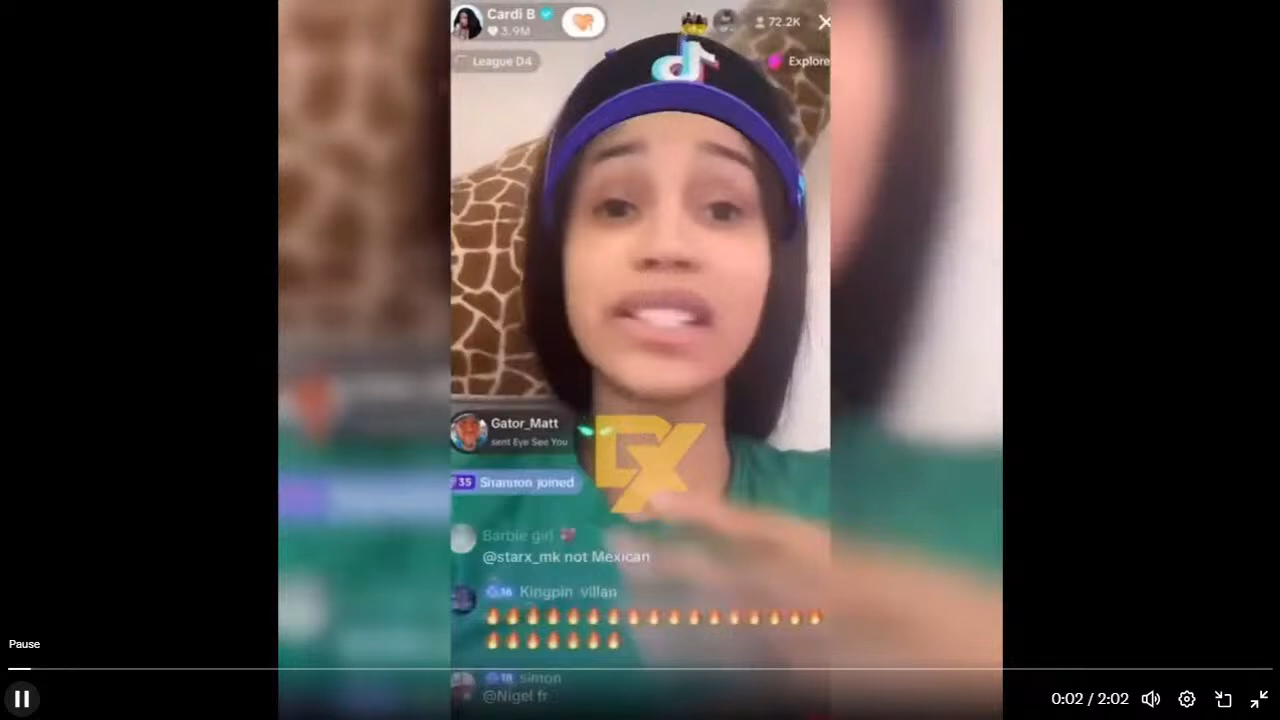 Cardi B
3.9M
72.2K
League D4
Explore
Gator_Matt
sent Eye See You
DX
35 Shannon joined
Barbie girl
@starx_mk not Mexican
16 Kingpin villan
18 simon
@Nigel fr
Pause
0:02 / 2:02